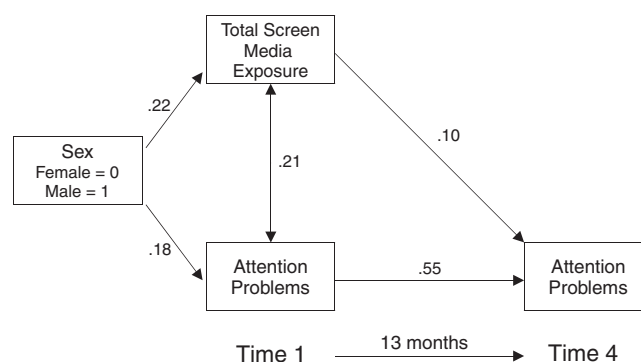 Total Screen
Media
Exposure
.22
.10
Sex
Female = 0
Male = 1
.21
.18
Attention
Problems
.55
Attention
Problems
Time 1
13 months
Time 4